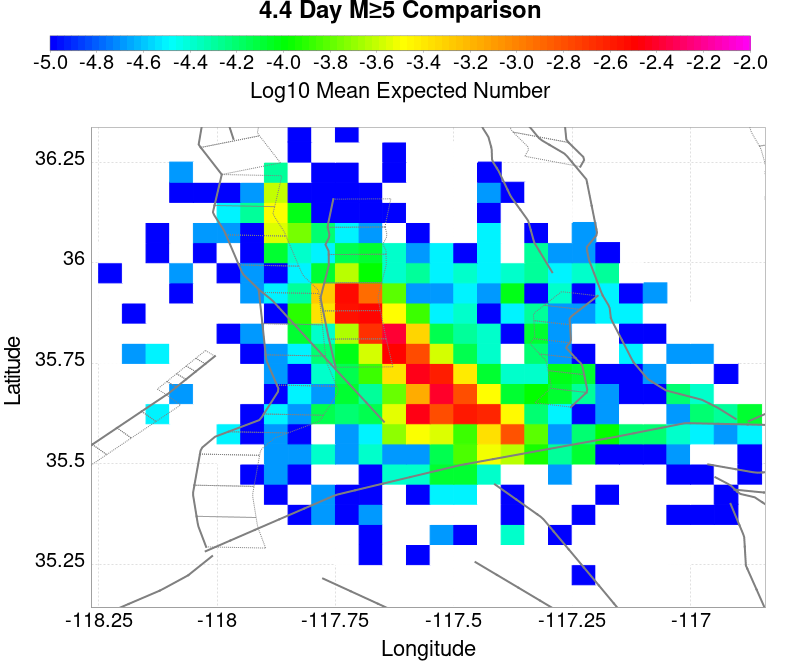 4.4 Day M≥5 Comparison
-5.0 -4.8 -4.6 -4.4 -4.2 -4.0 -3.8 -3.6 -3.4 -3.2 -3.0 -2.8 -2.6 -2.4 -2.2 -2.0
Log10 Mean Expected Number
36.25
36
35.75
35.5
35.25
Latitude
-118.25 -118 -117.75 -117.5 -117.25 -117
Longitude